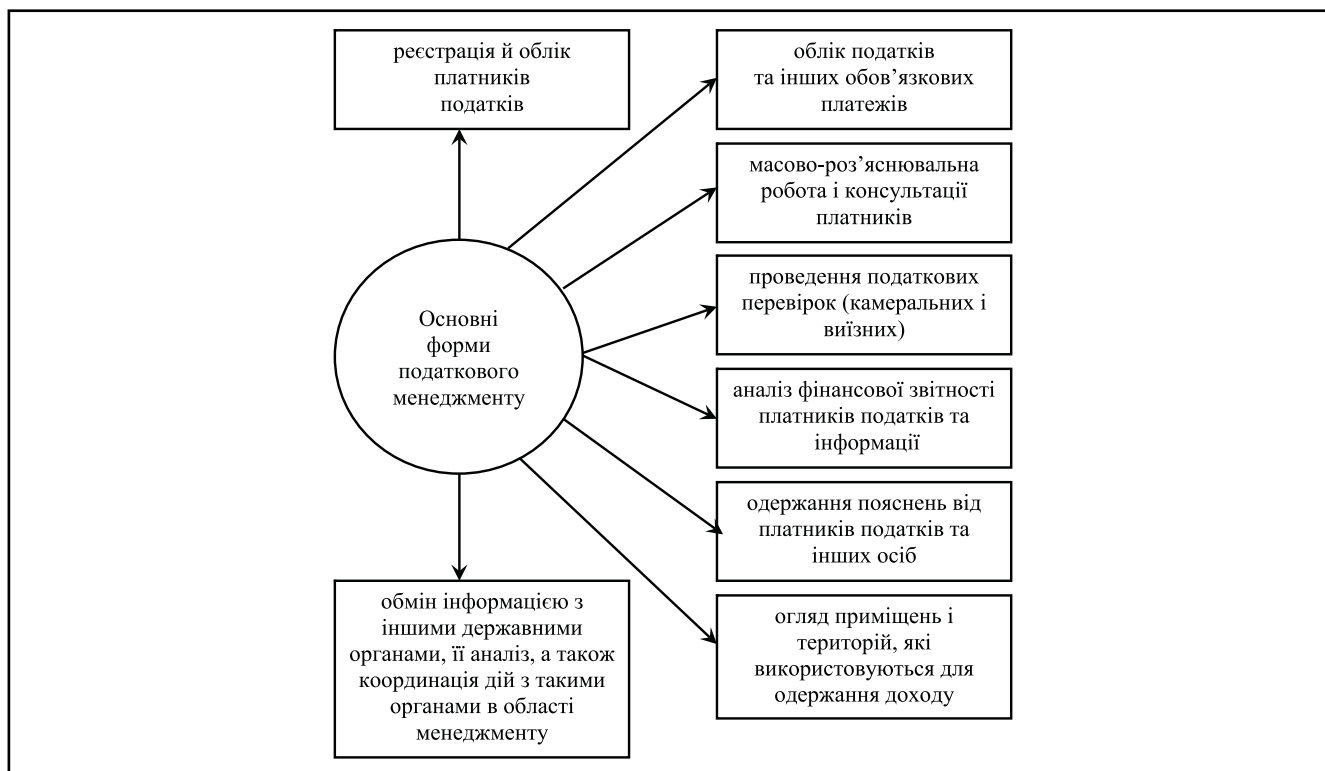 реєстрація й облік
платників
податків
облік податків
та інших обов’язкових
платежів
масово-роз’яснювальна
робота і консультації
платників
проведення податкових
перевірок (камеральних і
виїзних)
Основні
форми
податкового
менеджменту
аналіз фінансової звітності
платників податків та
інформації
одержання пояснень від
платників податків та
інших осіб
обмін інформацією з
іншими державними
органами, її аналіз, а також
координація дій з такими
органами в області
менеджменту
огляд приміщень і
територій, які
використовуються для
одержання доходу